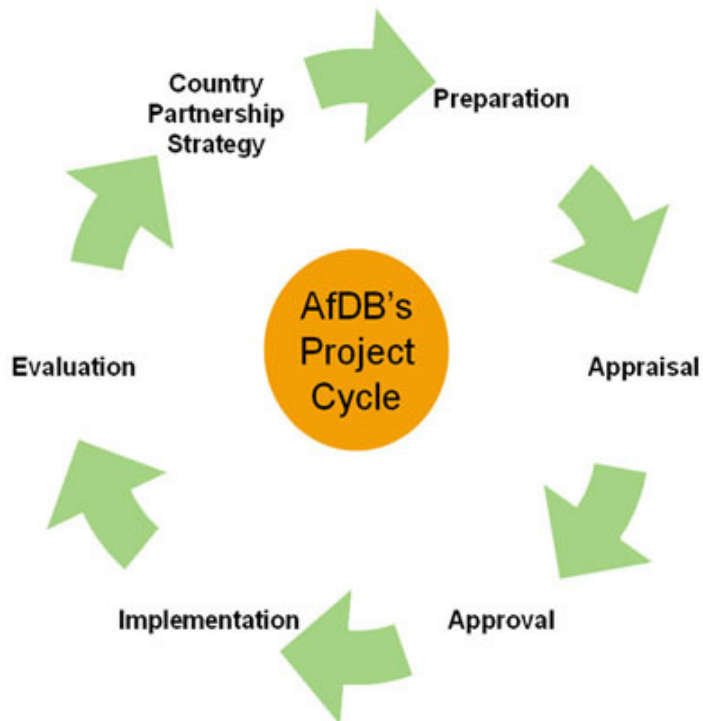 Country
Partnership
Strategy
Preparation
AfDB's
Project
Cycle
Evaluation
Appraisal
Implementation
Approval